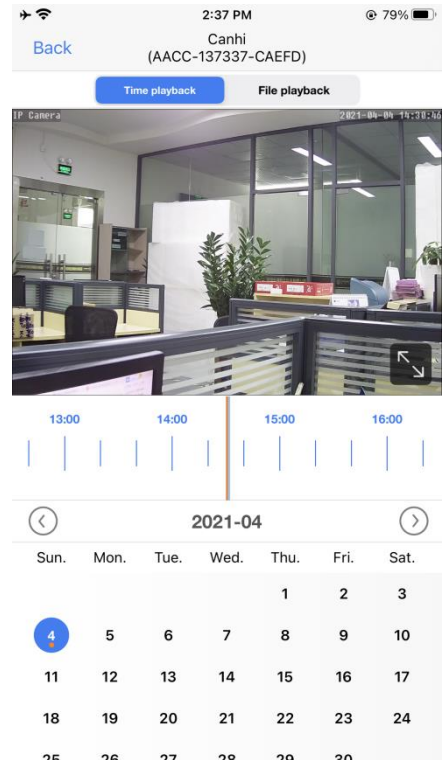 2:37 PM
79%
Back
Canhi
(AACC-137337-CAEFD)
Time playback
File playback
IP Camera
2021-04-04 14:30:46
13:00 14:00 15:00 16:00
2021-04
Sun. Mon. Tue. Wed. Thu. Fri. Sat.
1 2 3
4 5 6 7 8 9 10
11 12 13 14 15 16 17
18 19 20 21 22 23 24
25 26 27 28 29 30